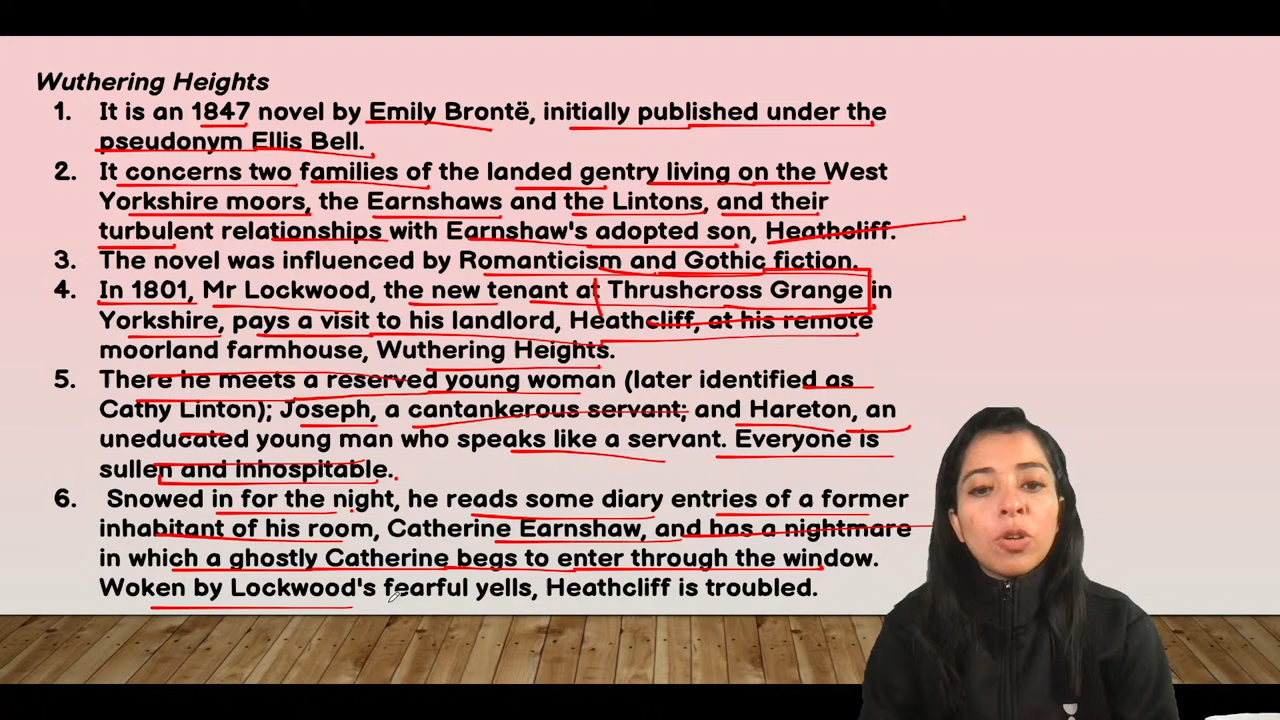 Wuthering Heights
1. It is an 1847 novel by Emily Brontë, initially published under the
pseudonym Ellis Bell.
2. It concerns two families of the landed gentry living on the West
Yorkshire moors, the Earnshaws and the Lintons, and their
turbulent relationships with Earnshaw's adopted son, Heathcliff.
3. The novel was influenced by Romanticism and Gothic fiction.
4. In 1801, Mr Lockwood, the new tenant at Thrushcross Grange in
Yorkshire, pays a visit to his landlord, Heathcliff, at his remote
moorland farmhouse, Wuthering Heights.
5. There he meets a reserved young woman (later identified as
Cathy Linton); Joseph, a cantankerous servant; and Hareton, an
uneducated young man who speaks like a servant. Everyone is
sullen and inhospitable.
6. Snowed in for the night, he reads some diary entries of a former
inhabitant of his room, Catherine Earnshaw, and has a nightmare
in which a ghostly Catherine begs to enter through the window.
Woken by Lockwood's fearful yells, Heathcliff is troubled.